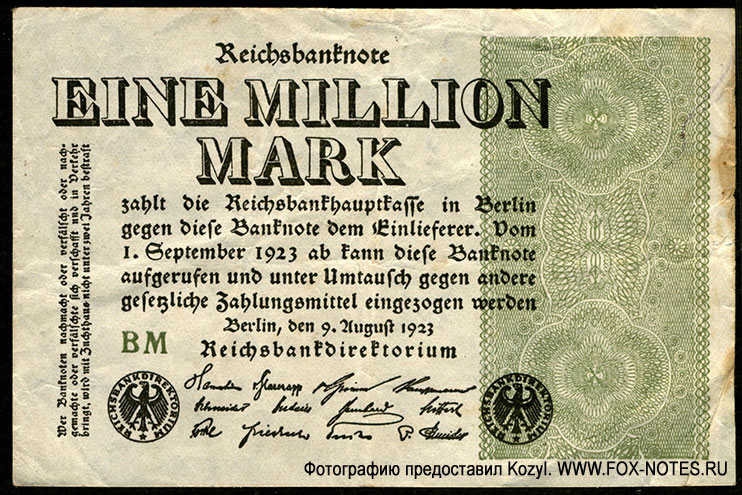 Reichsbanknote
EINE MILLION
MARK
zahlt die Reichsbankhauptkasse in Berlin
gegen diese Banknote dem Einlieferer. Vom
1. September 1923 ab kann diese Banknote
aufgerufen und unter Umtausch gegen andere
gesetzliche Zahlungsmittel eingezogen werden
Berlin, den 9. August 1923
Reichsbankdirektorium
BM
Wer Banknoten nachmacht oder verfälscht oder nach-
gemachte oder verfälschte sich verschafft und in Verkehr
bringt, wird mit Zuchthaus nicht unter zwei Jahren bestraft
REICHSBANKDIREKTORIUM
REICHSBANKDIREKTORIUM
Фотографию предоставил Kozyl. WWW.FOX-NOTES.RU